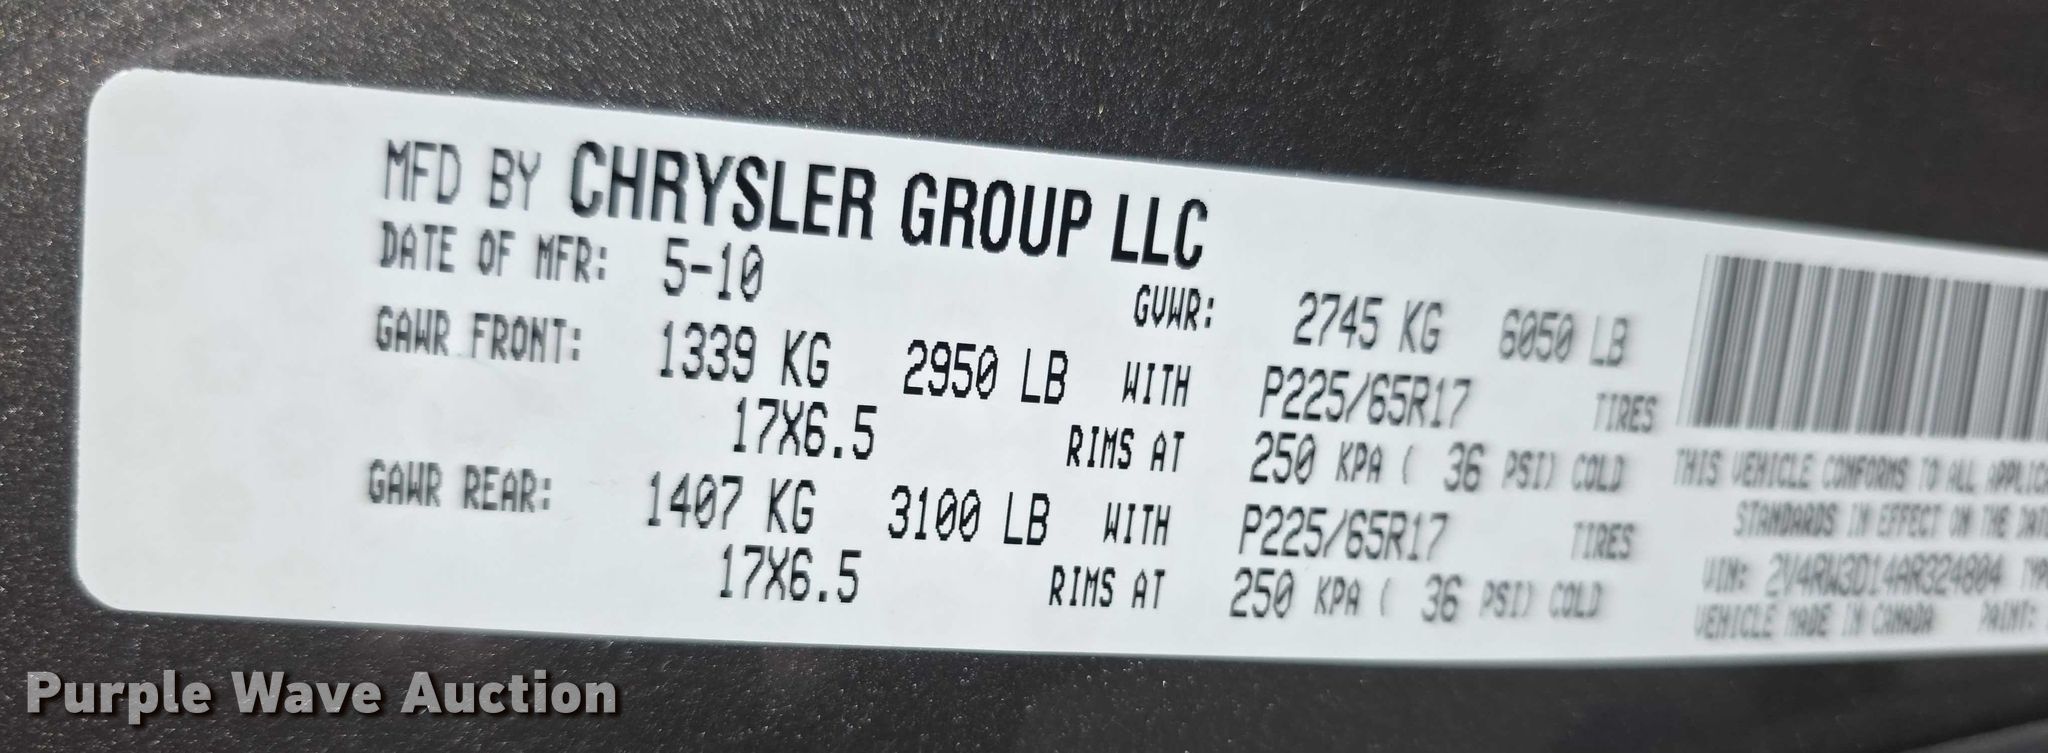 MFD BY CHRYSLER GROUP LLC
DATE OF MFR: 5-10 GVWR: 2745 KG 6050 LB
GAWR FRONT: 1339 KG 2950 LB WITH P225/65R17 TIRES
17X6.5 RIMS AT 250 KPA ( 36 PSI) COLD
GAWR REAR: 1407 KG 3100 LB WITH P225/65R17 TIRES
17X6.5 RIMS AT 250 KPA ( 36 PSI) COLD
THIS VEHICLE CONFORMS TO ALL APPLIC
STANDARDS IN EFFECT ON THE DAT
VIN: 2V4RW3D14AR324804 TYP
VEHICLE MADE IN CANADA PAINT:
Purple Wave Auction